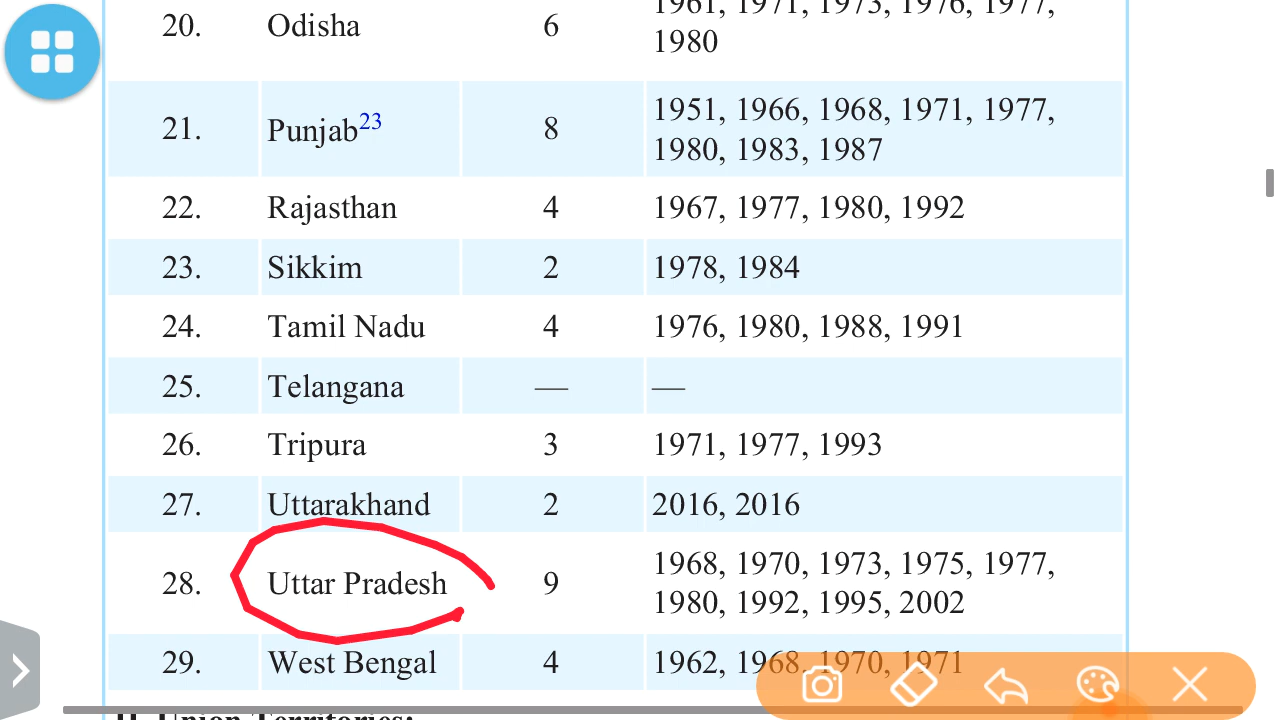 1961, 1971, 1973, 1976, 1977,
20. Odisha 6
1980
1951, 1966, 1968, 1971, 1977,
21. Punjab23 8
1980, 1983, 1987
22. Rajasthan 4 1967, 1977, 1980, 1992
23. Sikkim 2 1978, 1984
24. Tamil Nadu 4 1976, 1980, 1988, 1991
25. Telangana — —
26. Tripura 3 1971, 1977, 1993
27. Uttarakhand 2 2016, 2016
1968, 1970, 1973, 1975, 1977,
28. Uttar Pradesh 9
1980, 1992, 1995, 2002
29. West Bengal 4 1962, 1968, 1970, 1971
II. Union Territories: